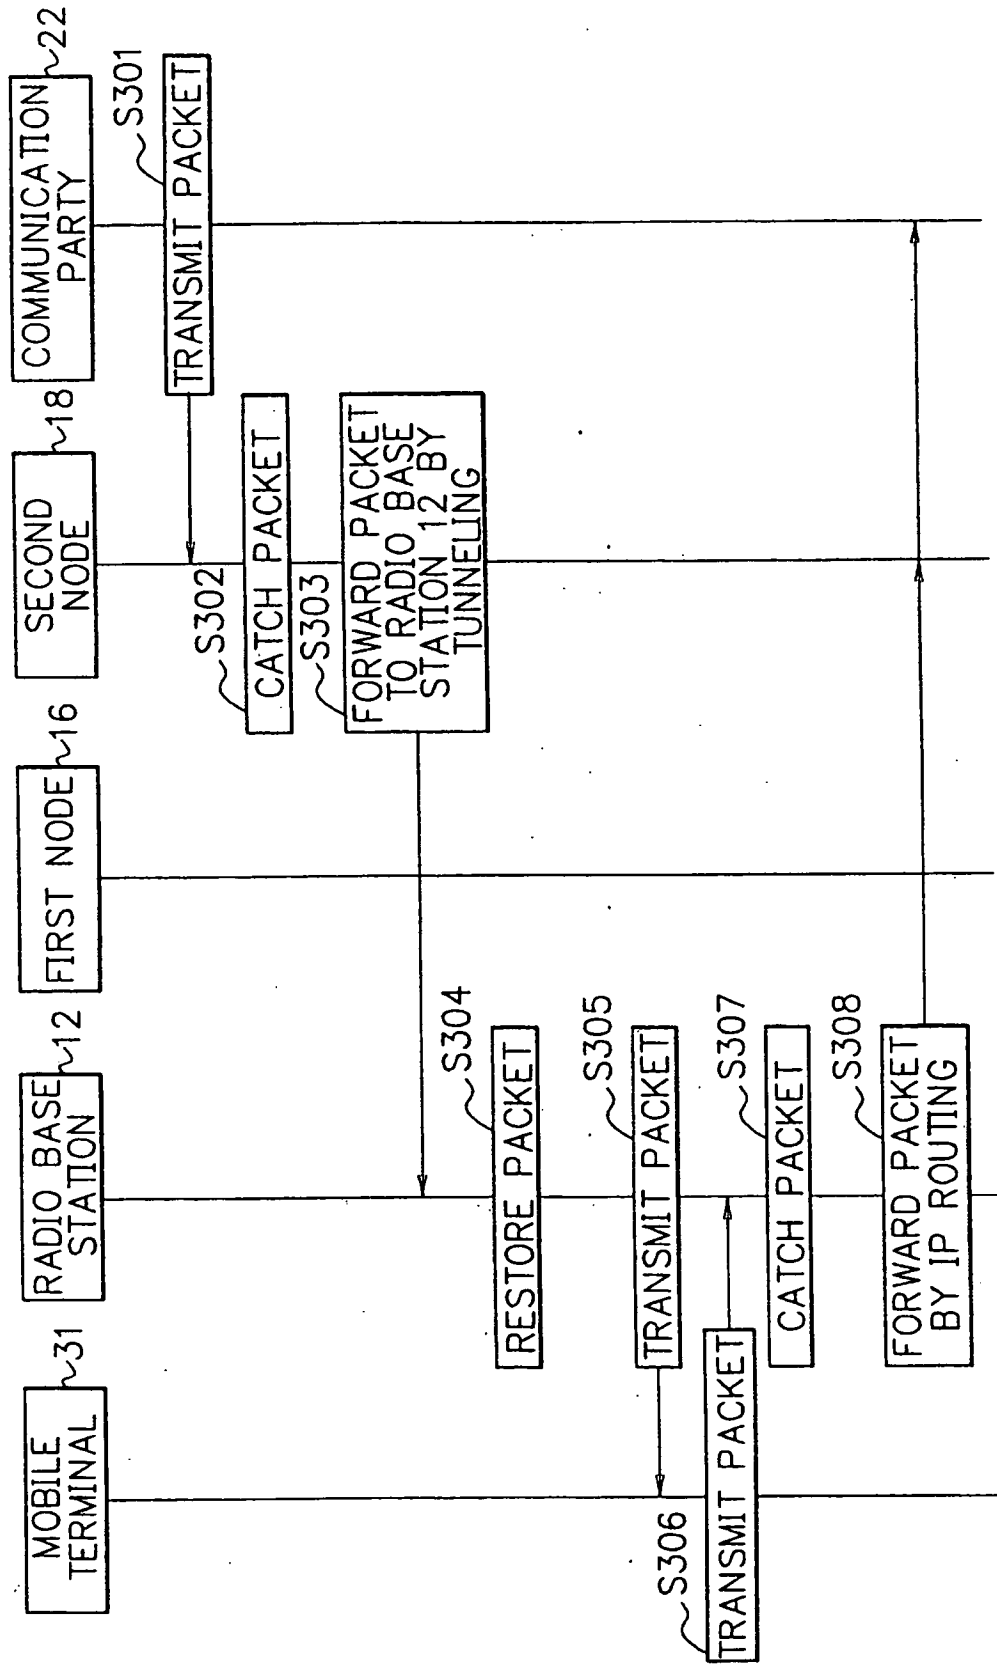 MOBILE
TERMINAL
31
RADIO BASE
STATION
12
FIRST NODE
16
SECOND
NODE
18
COMMUNICATION
PARTY
22
S301
TRANSMIT PACKET
S302
CATCH PACKET
S303
FORWARD PACKET
TO RADIO BASE
STATION 12 BY
TUNNELING
S304
RESTORE PACKET
S305
TRANSMIT PACKET
S306
TRANSMIT PACKET
S307
CATCH PACKET
S308
FORWARD PACKET
BY IP ROUTING